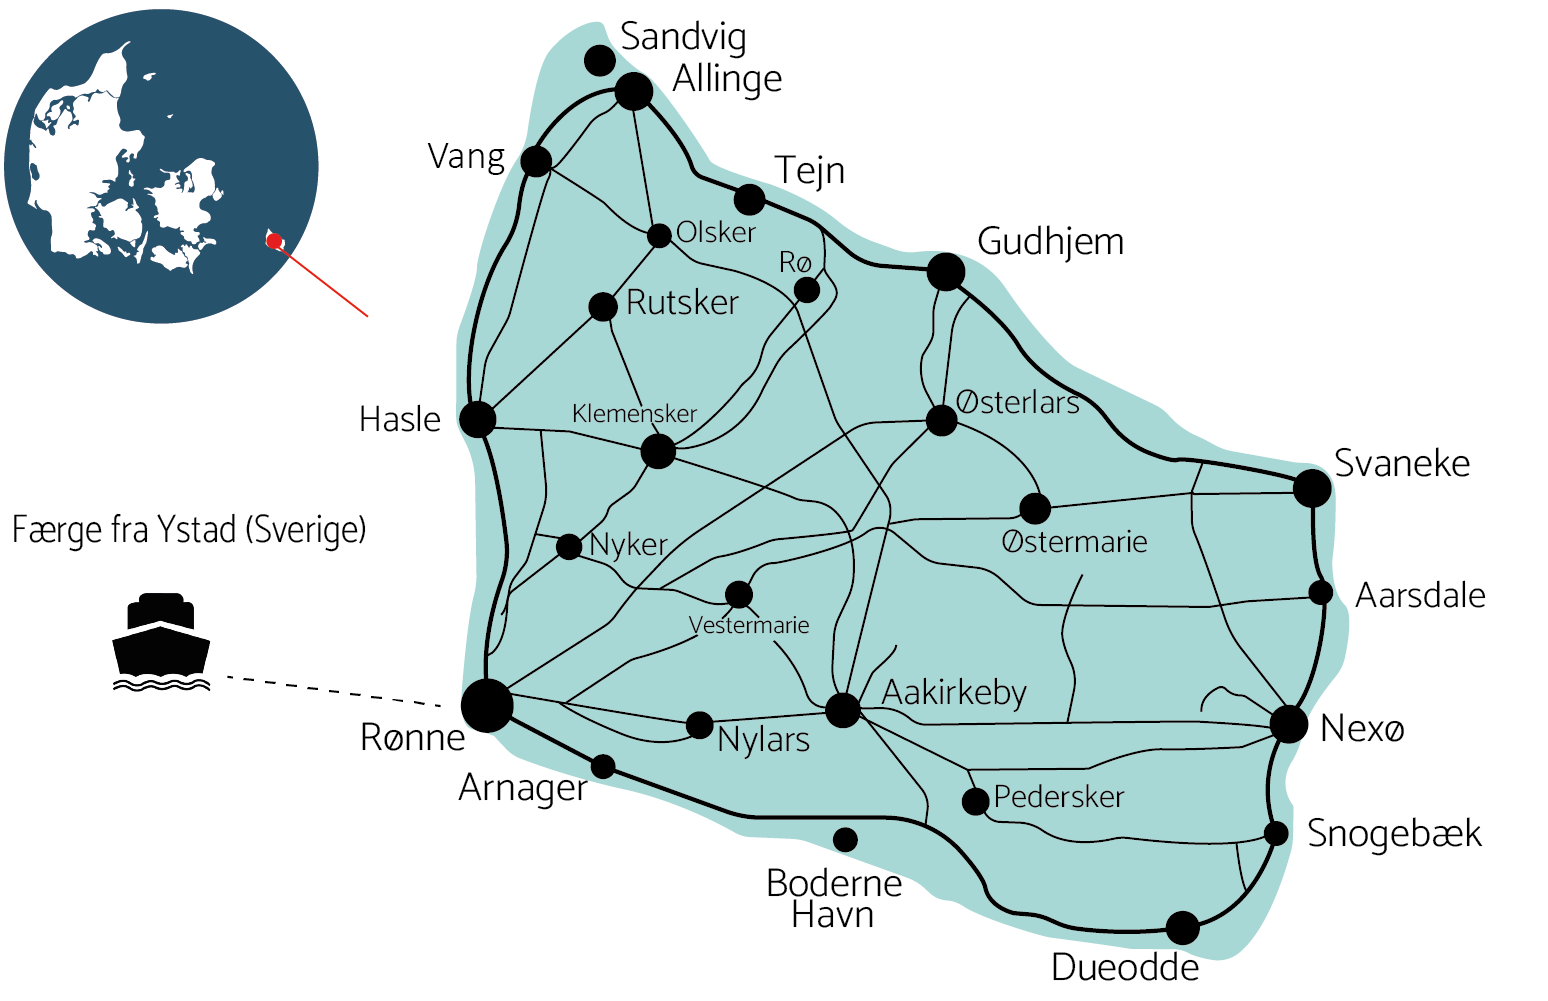 Sandvig
Allinge
Vang
Tejn
Olsker
Gudhjem
Rø
Rutsker
Hasle
Klemensker
Østerlars
Svaneke
Færge fra Ystad (Sverige)
Nyker
Østermarie
Aarsdale
Vestermarie
Aakirkeby
Rønne
Nylars
Nexø
Arnager
Pedersker
Snogebæk
Boderne
Havn
Dueodde